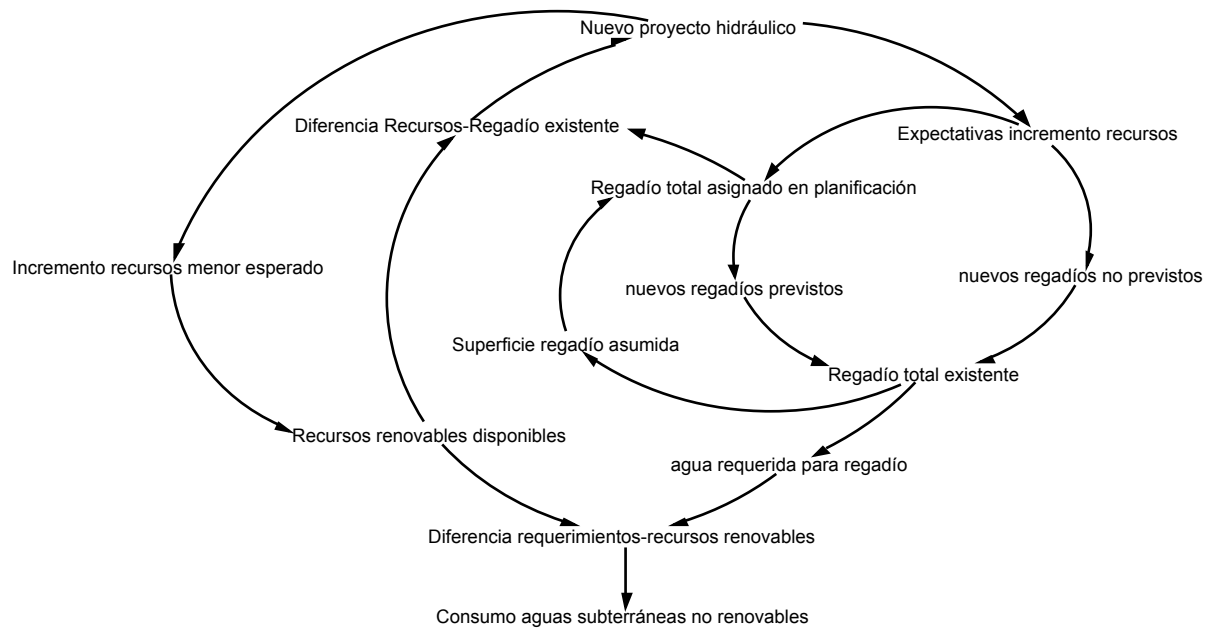 Nuevo proyecto hidráulico
Diferencia Recursos-Regadío existente
Expectativas incremento recursos
Regadío total asignado en planificación
Incremento recursos menor esperado
nuevos regadíos previstos
nuevos regadíos no previstos
Superficie regadío asumida
Regadío total existente
Recursos renovables disponibles
agua requerida para regadío
Diferencia requerimientos-recursos renovables
Consumo aguas subterráneas no renovables